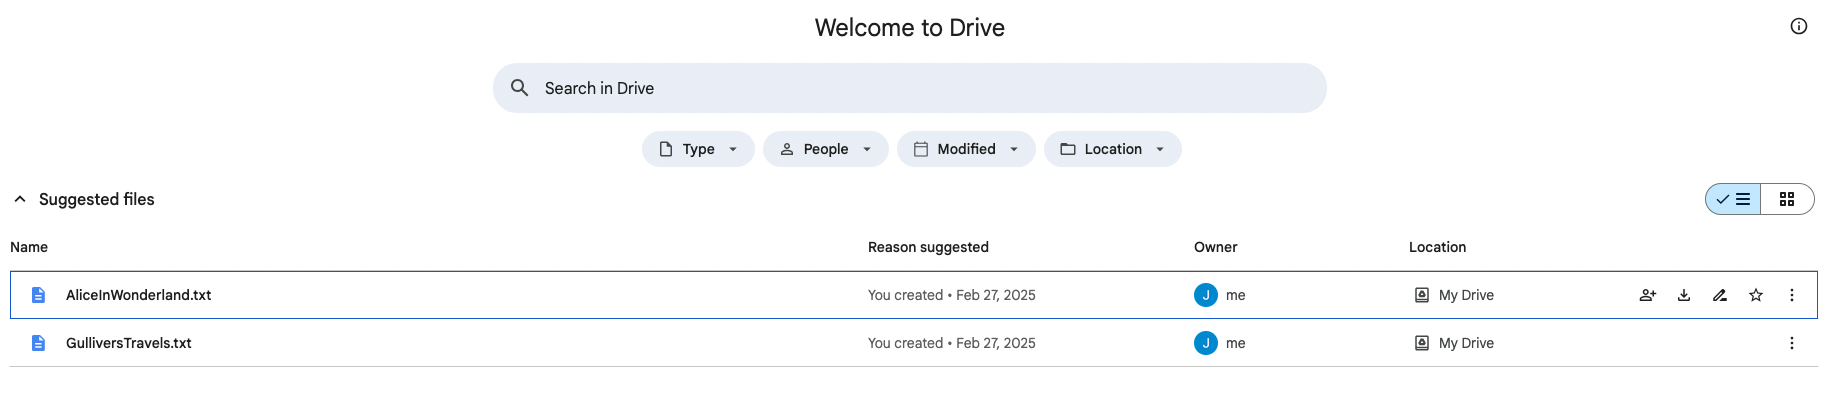 Welcome to Drive
Search in Drive
Type People Modified Location
Suggested files
Name Reason suggested Owner Location
AliceInWonderland.txt You created • Feb 27, 2025 J me My Drive
GulliversTravels.txt You created • Feb 27, 2025 J me My Drive